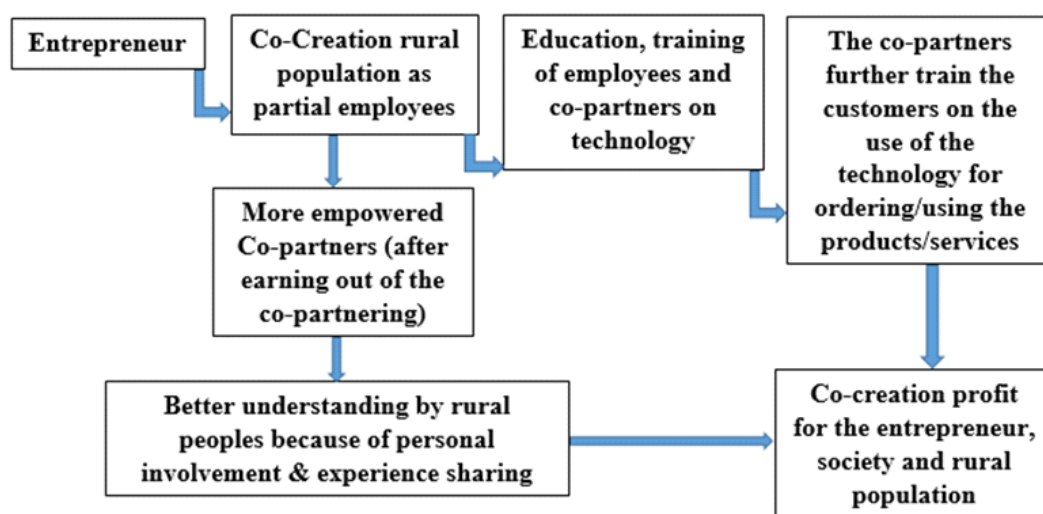 Entrepreneur
Co-Creation rural
population as
partial employees
Education, training
of employees and
co-partners on
technology
The co-partners
further train the
customers on the
use of the
technology for
ordering/using the
products/services
More empowered
Co-partners (after
earning out of the
co-partnering)
Better understanding by rural
peoples because of personal
involvement & experience sharing
Co-creation profit
for the entrepreneur,
society and rural
population